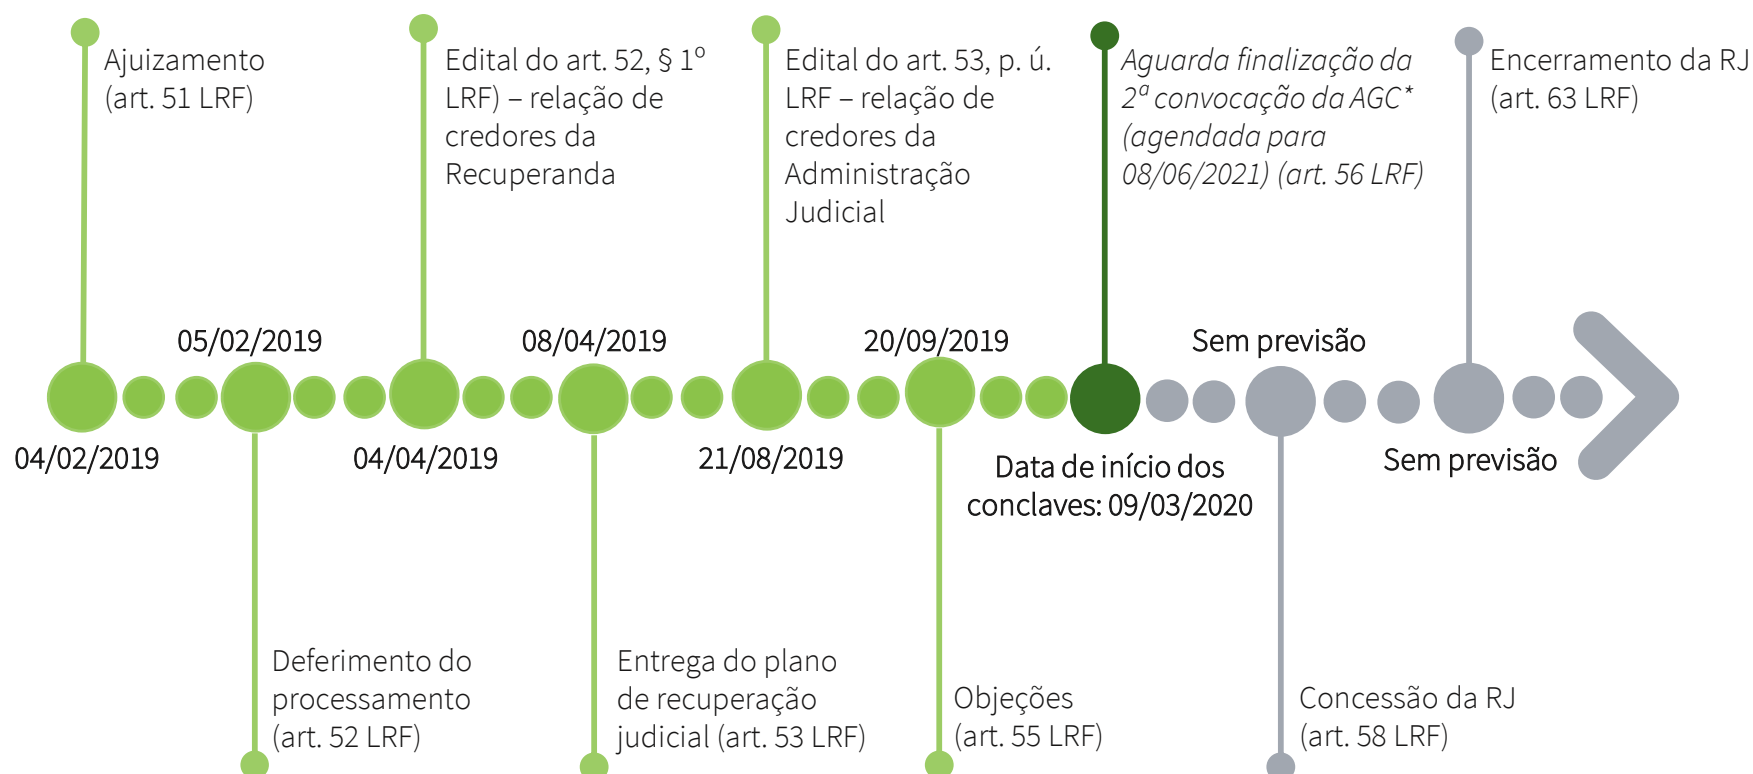 Ajuizamento
(art. 51 LRF)
Edital do art. 52, § 1º
LRF) – relação de
credores da
Recuperanda
Edital do art. 53, p. ú.
LRF – relação de
credores da
Administração
Judicial
Aguarda finalização da
2ª convocação da AGC*
(agendada para
08/06/2021) (art. 56 LRF)
Encerramento da RJ
(art. 63 LRF)
05/02/2019
08/04/2019
20/09/2019
Sem previsão
04/02/2019
04/04/2019
21/08/2019
Data de início dos
conclaves: 09/03/2020
Sem previsão
Deferimento do
processamento
(art. 52 LRF)
Entrega do plano
de recuperação
judicial (art. 53 LRF)
Objeções
(art. 55 LRF)
Concessão da RJ
(art. 58 LRF)